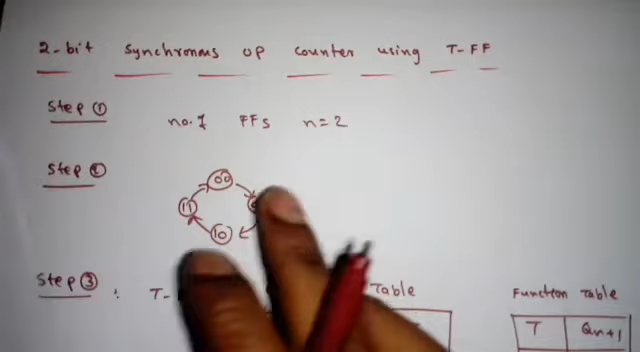 2-bit synchronous up counter using T-FF
Step ①
no. of FFs n=2
Step ②
00
11
10
Step ③ : T-
Table
Function Table
T Qn+1